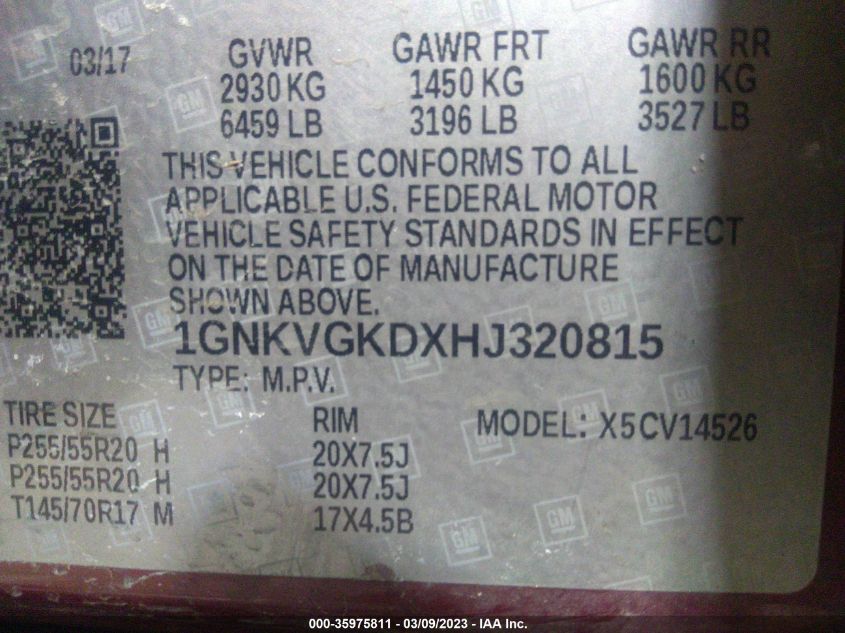 03/17 GVWR GAWR FRT GAWR RR
2930 KG 1450 KG 1600 KG
6459 LB 3196 LB 3527 LB
THIS VEHICLE CONFORMS TO ALL
APPLICABLE U.S. FEDERAL MOTOR
VEHICLE SAFETY STANDARDS IN EFFECT
ON THE DATE OF MANUFACTURE
SHOWN ABOVE.
1GNKVGKDXHJ320815
TYPE: M.P.V.
TIRE SIZE RIM MODEL: X5CV14526
P255/55R20 H 20X7.5J
P255/55R20 H 20X7.5J
T145/70R17 M 17X4.5B
GM
000-35975811 - 03/09/2023 - IAA Inc.